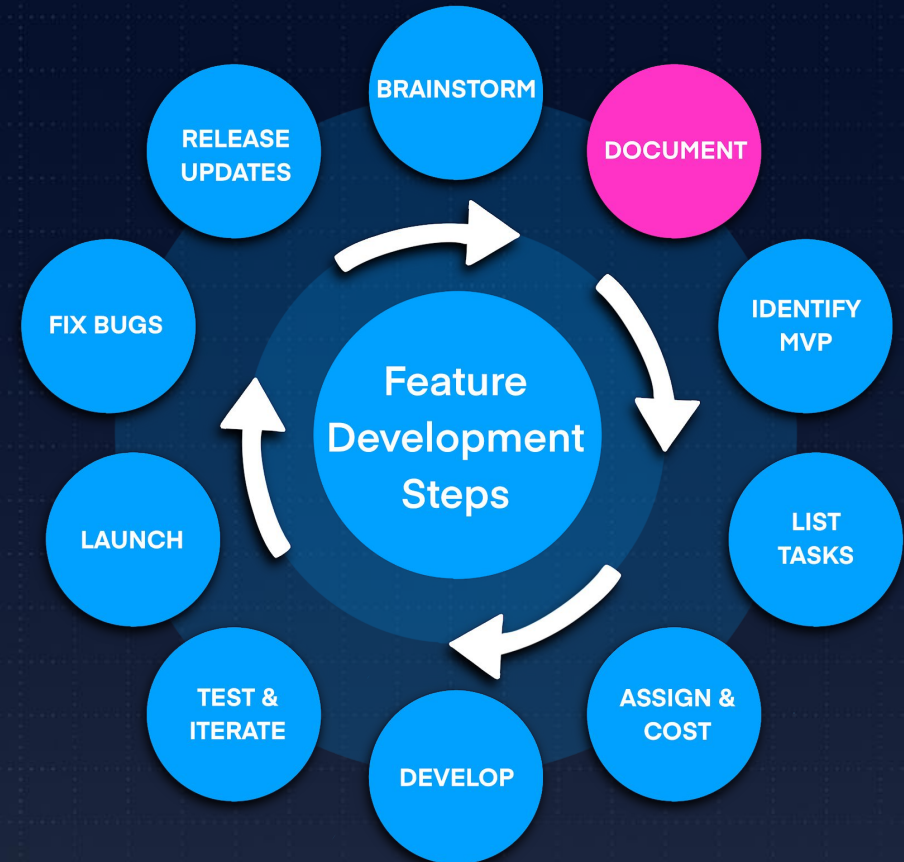 BRAINSTORM
DOCUMENT
IDENTIFY
MVP
LIST
TASKS
ASSIGN &
COST
DEVELOP
TEST &
ITERATE
LAUNCH
FIX BUGS
RELEASE
UPDATES
Feature
Development
Steps